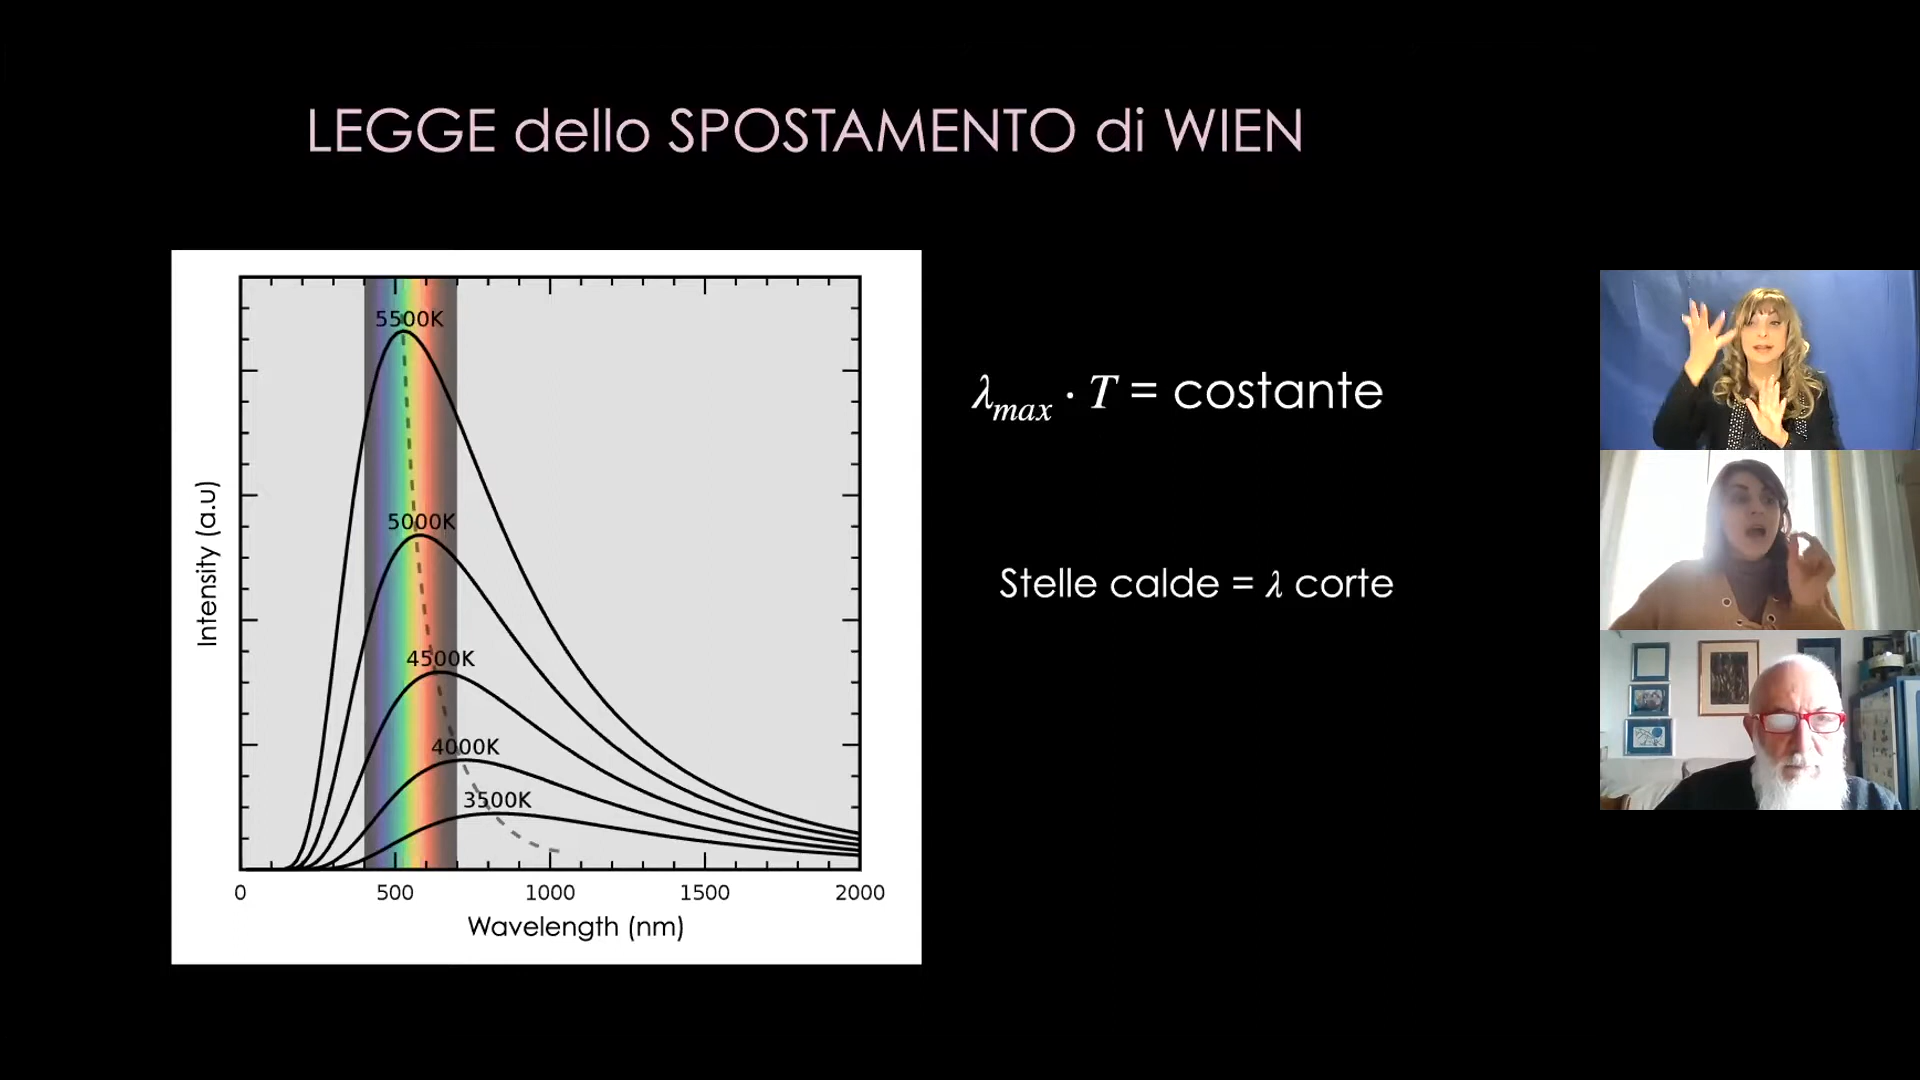 LEGGE dello SPOSTAMENTO di WIEN
5500K
5000K
4500K
4000K
3500K
Intensity (a.u)
0 500 1000 1500 2000
Wavelength (nm)
λmax · T = costante
Stelle calde = λ corte